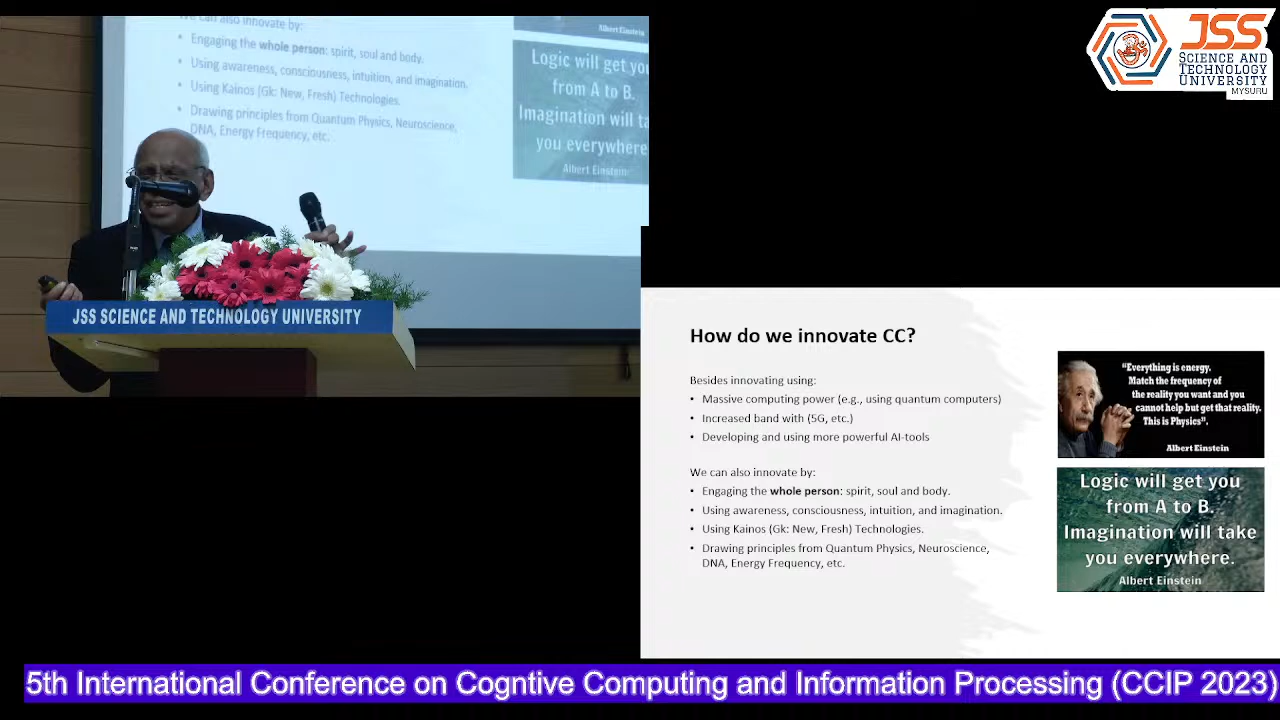 We can also innovate by:
• Engaging the whole person: spirit, soul and body.
• Using awareness, consciousness, intuition, and imagination.
• Using Kainos (Gk: New, Fresh) Technologies.
• Drawing principles from Quantum Physics, Neuroscience,
DNA, Energy Frequency, etc.
Albert Einstein
Logic will get you
from A to B.
Imagination will ta
you everywhere
Albert Einstein
JSS SCIENCE AND TECHNOLOGY UNIVERSITY
JSS
SCIENCE AND
TECHNOLOGY
UNIVERSITY
MYSURU
How do we innovate CC?
Besides innovating using:
• Massive computing power (e.g., using quantum computers)
• Increased band with (5G, etc.)
• Developing and using more powerful AI-tools
We can also innovate by:
• Engaging the whole person: spirit, soul and body.
• Using awareness, consciousness, intuition, and imagination.
• Using Kainos (Gk: New, Fresh) Technologies.
• Drawing principles from Quantum Physics, Neuroscience,
DNA, Energy Frequency, etc.
“Everything is energy.
Match the frequency of
the reality you want and you
cannot help but get that reality.
This is Physics”.
Albert Einstein
Logic will get you
from A to B.
Imagination will take
you everywhere.
Albert Einstein
5th International Conference on Cogntive Computing and Information Processing (CCIP 2023)